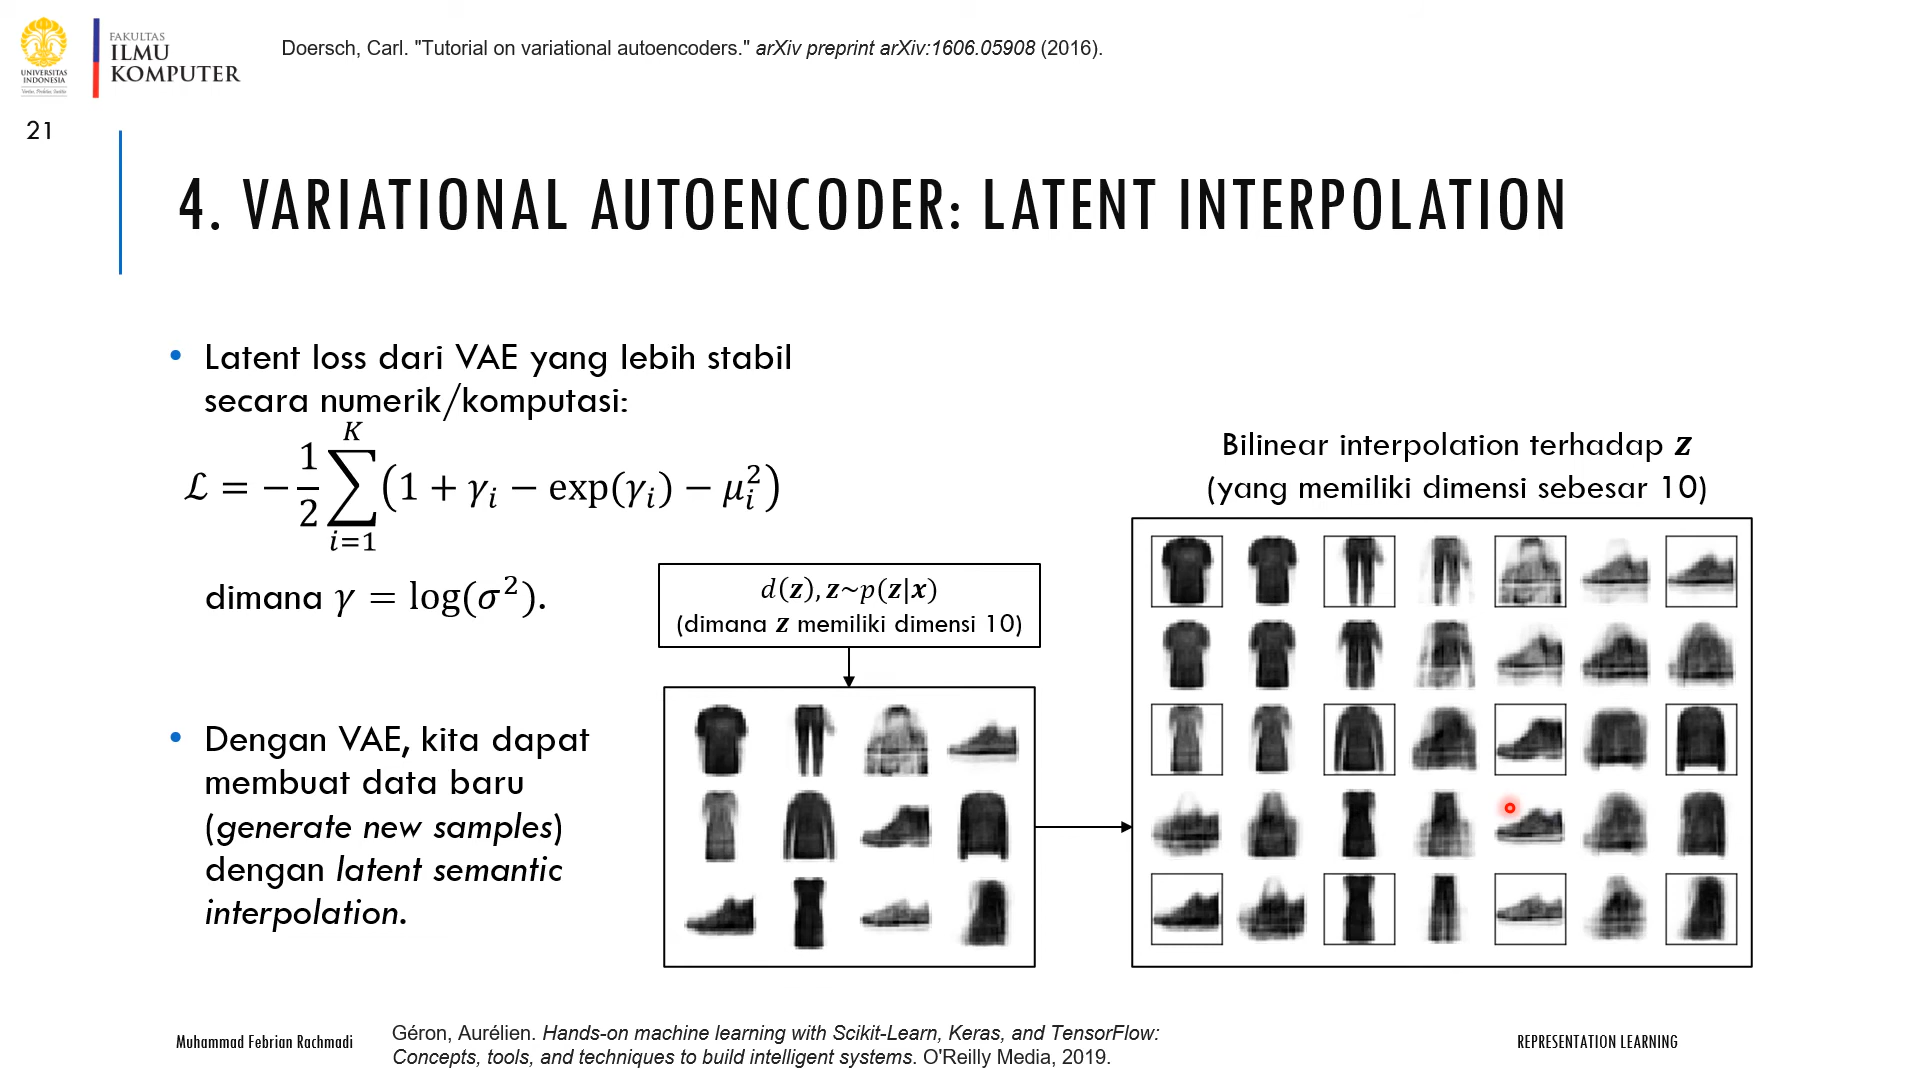 UNIVERSITAS
INDONESIA
Veritas, Probitas, Iustitia
FAKULTAS
ILMU
KOMPUTER
Doersch, Carl. "Tutorial on variational autoencoders." arXiv preprint arXiv:1606.05908 (2016).
21
4. VARIATIONAL AUTOENCODER: LATENT INTERPOLATION
• Latent loss dari VAE yang lebih stabil
secara numerik/komputasi:
ℒ = −1/2 ∑_{i=1}^{K} (1 + γ_i − exp(γ_i) − μ_i^2)
dimana γ = log(σ^2).
• Dengan VAE, kita dapat
membuat data baru
(generate new samples)
dengan latent semantic
interpolation.
d(z), z~p(z|x)
(dimana z memiliki dimensi 10)
Bilinear interpolation terhadap z
(yang memiliki dimensi sebesar 10)
Muhammad Febrian Rachmadi
Géron, Aurélien. Hands-on machine learning with Scikit-Learn, Keras, and TensorFlow:
Concepts, tools, and techniques to build intelligent systems. O'Reilly Media, 2019.
REPRESENTATION LEARNING